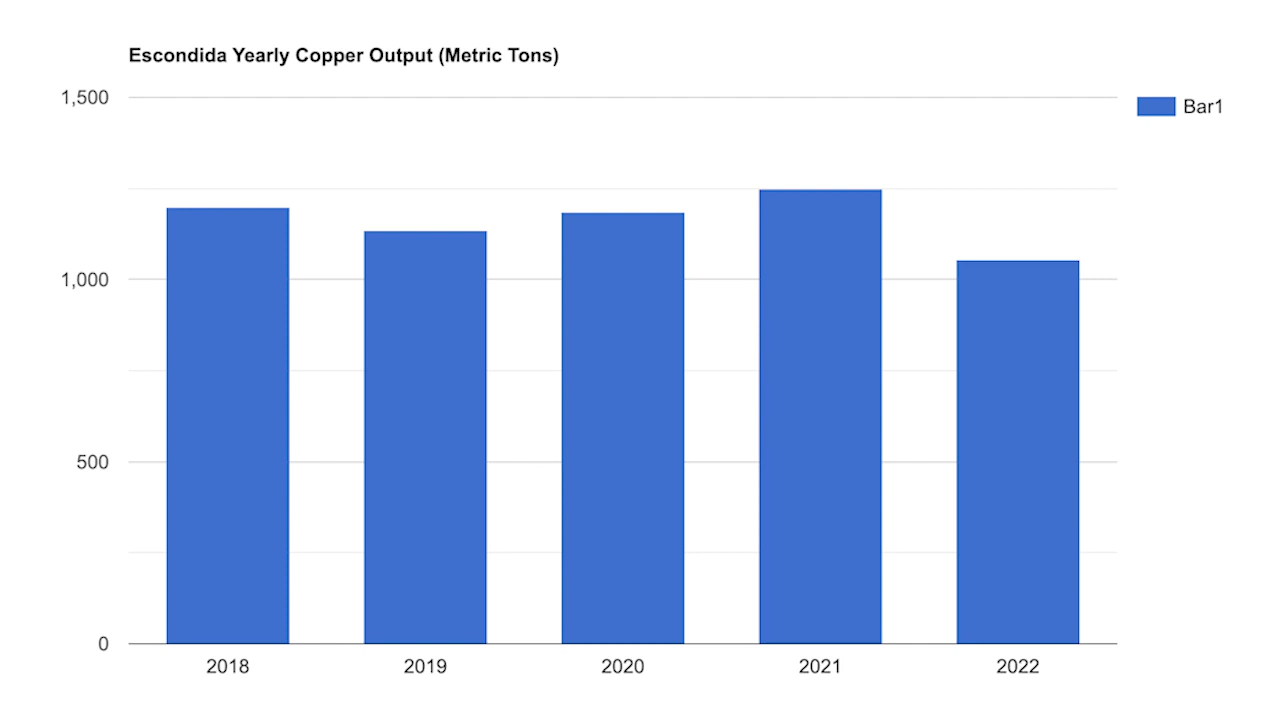 Escondida Yearly Copper Output (Metric Tons)
1,500
Bar1
1,000
500
0
2018 2019 2020 2021 2022